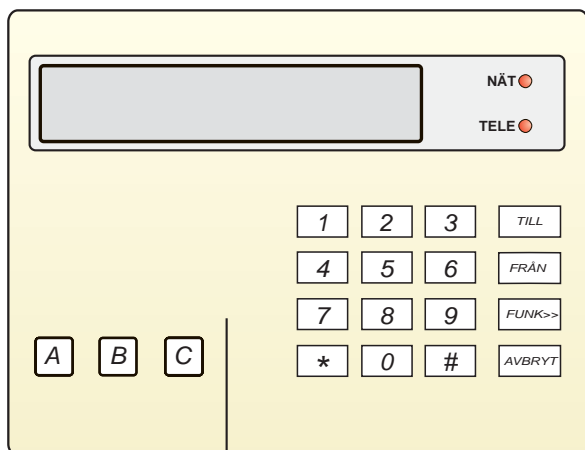 NÄT
TELE
1 2 3 TILL
4 5 6 FRÅN
7 8 9 FUNK>>
A B C * 0 # AVBRYT